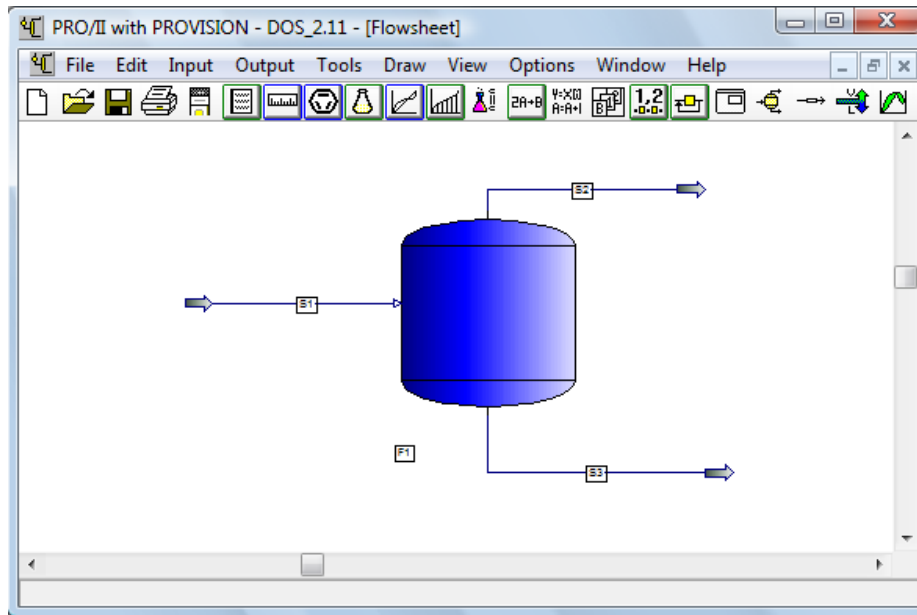 PRO/II with PROVISION - DOS_2.11 - [Flowsheet]
File Edit Input Output Tools Draw View Options Window Help
2A→B
1.2
S2
S1
F1
S3